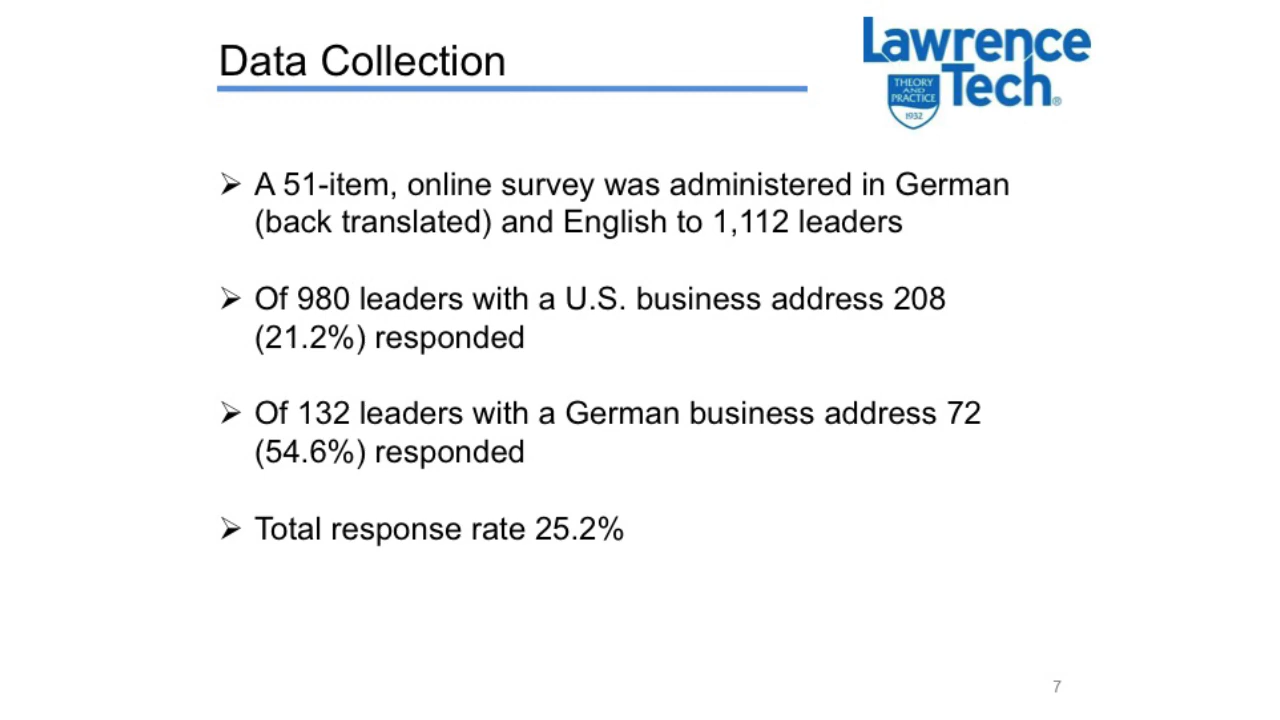 Data Collection
Lawrence
Tech®
THEORY
AND
PRACTICE
1932
➢ A 51-item, online survey was administered in German
(back translated) and English to 1,112 leaders
➢ Of 980 leaders with a U.S. business address 208
(21.2%) responded
➢ Of 132 leaders with a German business address 72
(54.6%) responded
➢ Total response rate 25.2%
7